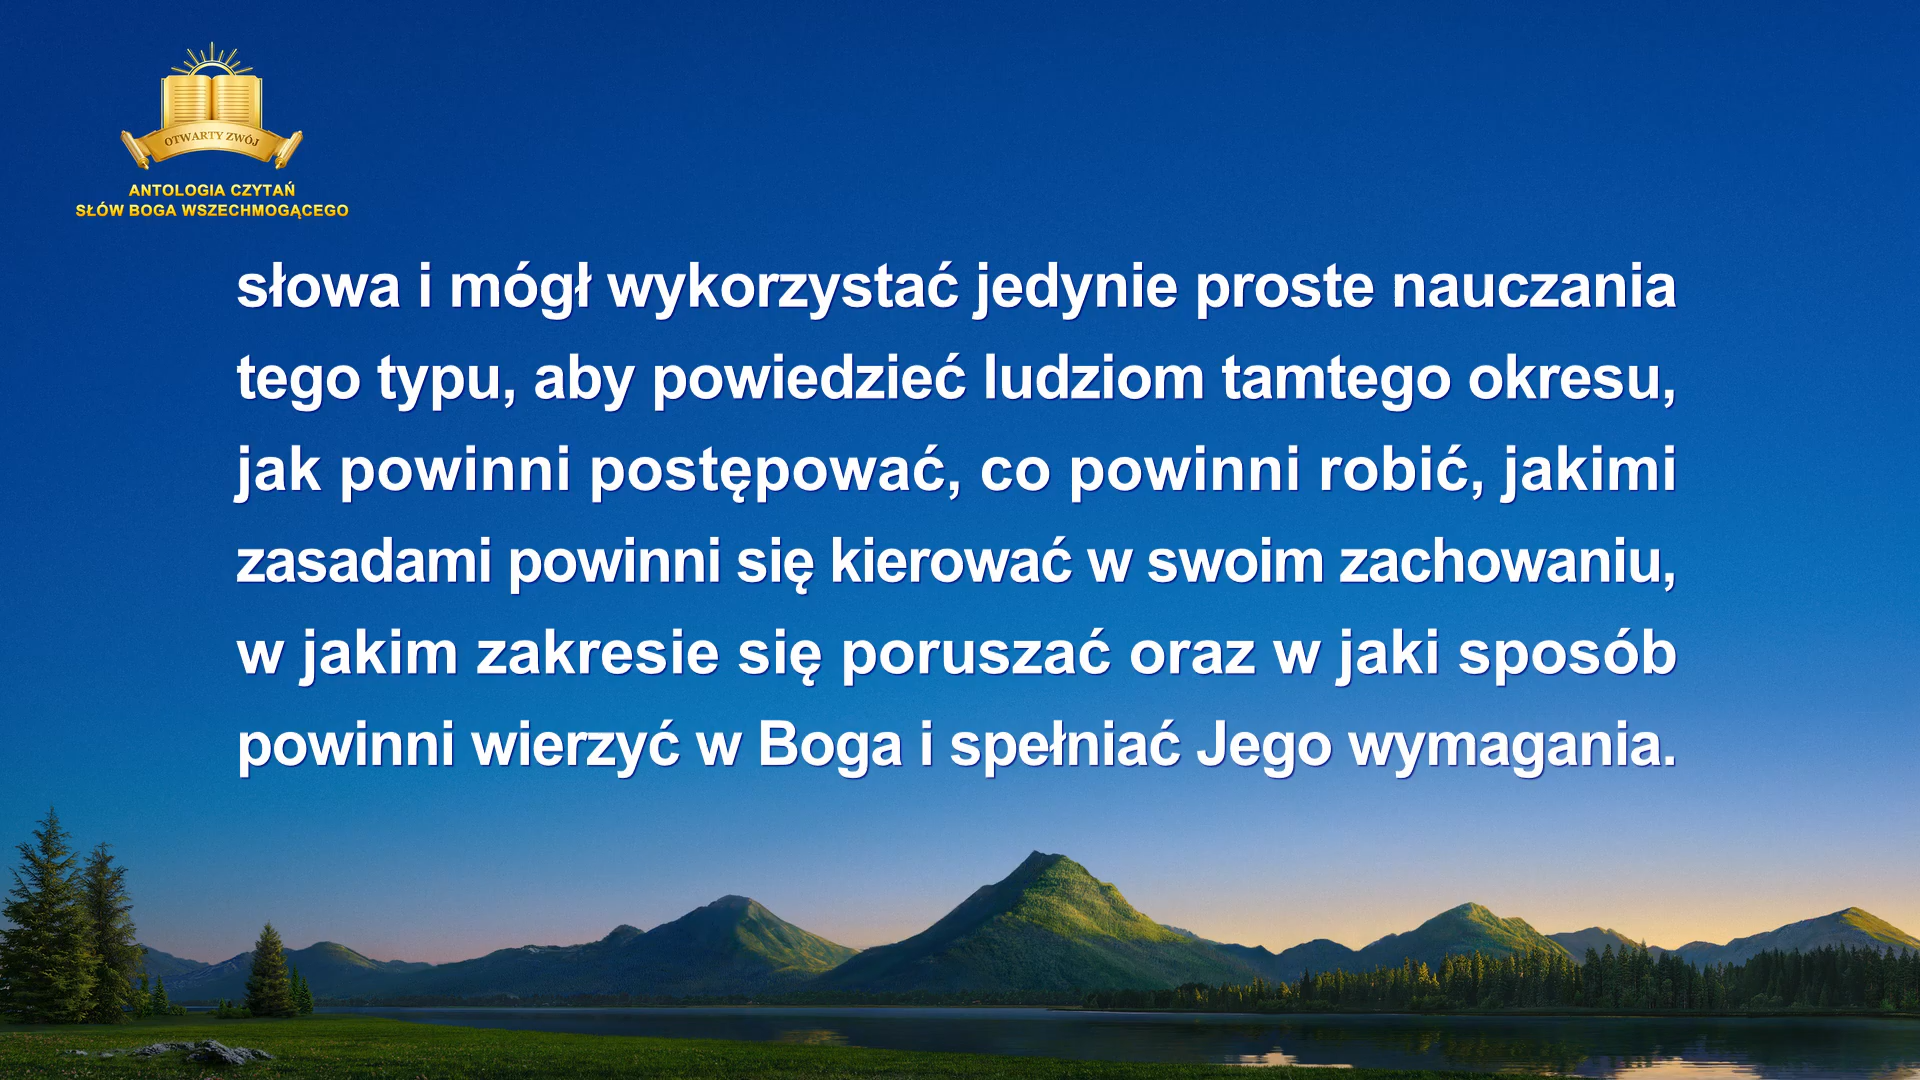 OTWARTY ZWÓJ
ANTOLOGIA CZYTAŃ
SŁÓW BOGA WSZECHMOGĄCEGO
słowa i mógł wykorzystać jedynie proste nauczania
tego typu, aby powiedzieć ludziom tamtego okresu,
jak powinni postępować, co powinni robić, jakimi
zasadami powinni się kierować w swoim zachowaniu,
w jakim zakresie się poruszać oraz w jaki sposób
powinni wierzyć w Boga i spełniać Jego wymagania.